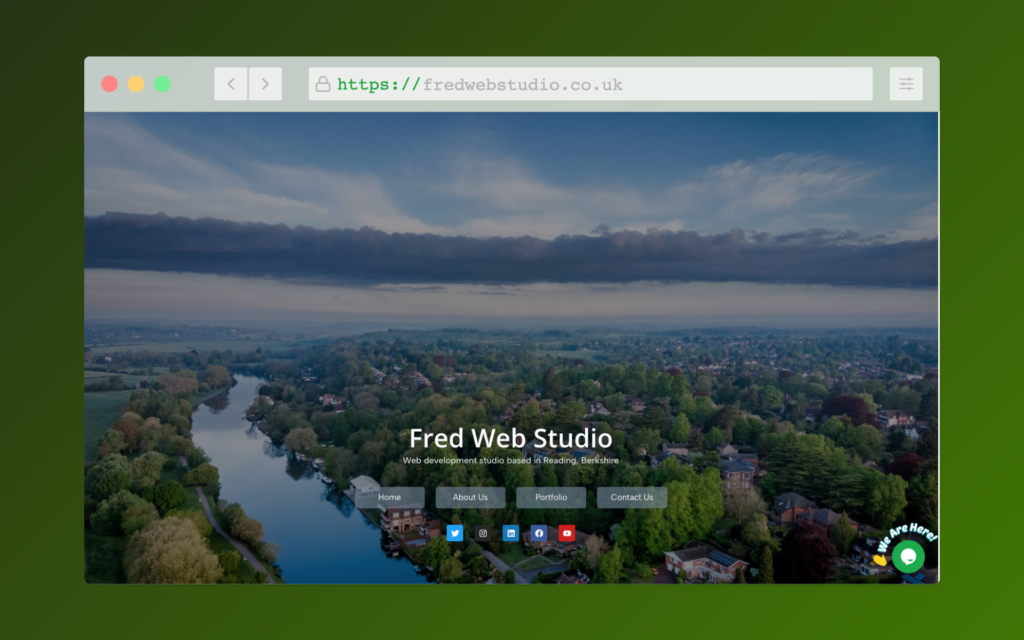 https://fredwebstudio.co.uk
Fred Web Studio
Web development studio based in Reading, Berkshire
Home About Us Portfolio Contact Us
We Are Here!